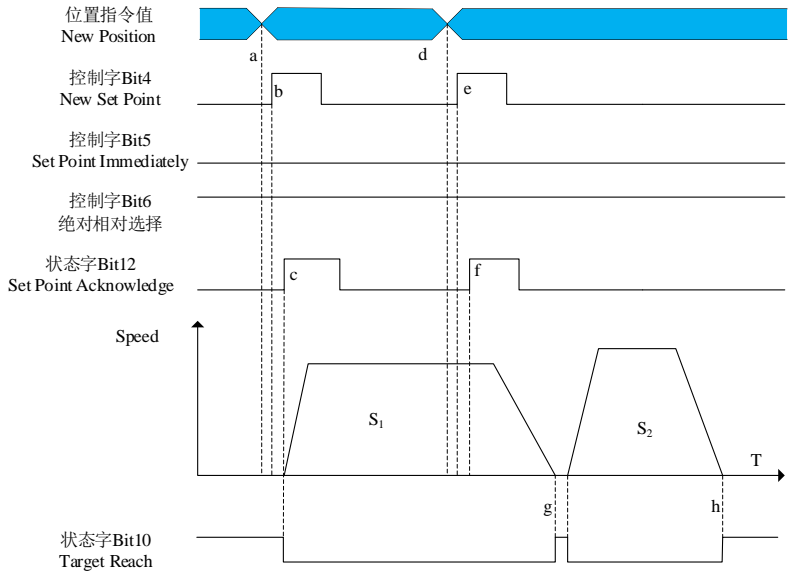 位置指令值
New Position
a
d
控制字Bit4
New Set Point
b
e
控制字Bit5
Set Point Immediately
控制字Bit6
绝对相对选择
状态字Bit12
Set Point Acknowledge
c
f
Speed
S₁
S₂
T
g
h
状态字Bit10
Target Reach